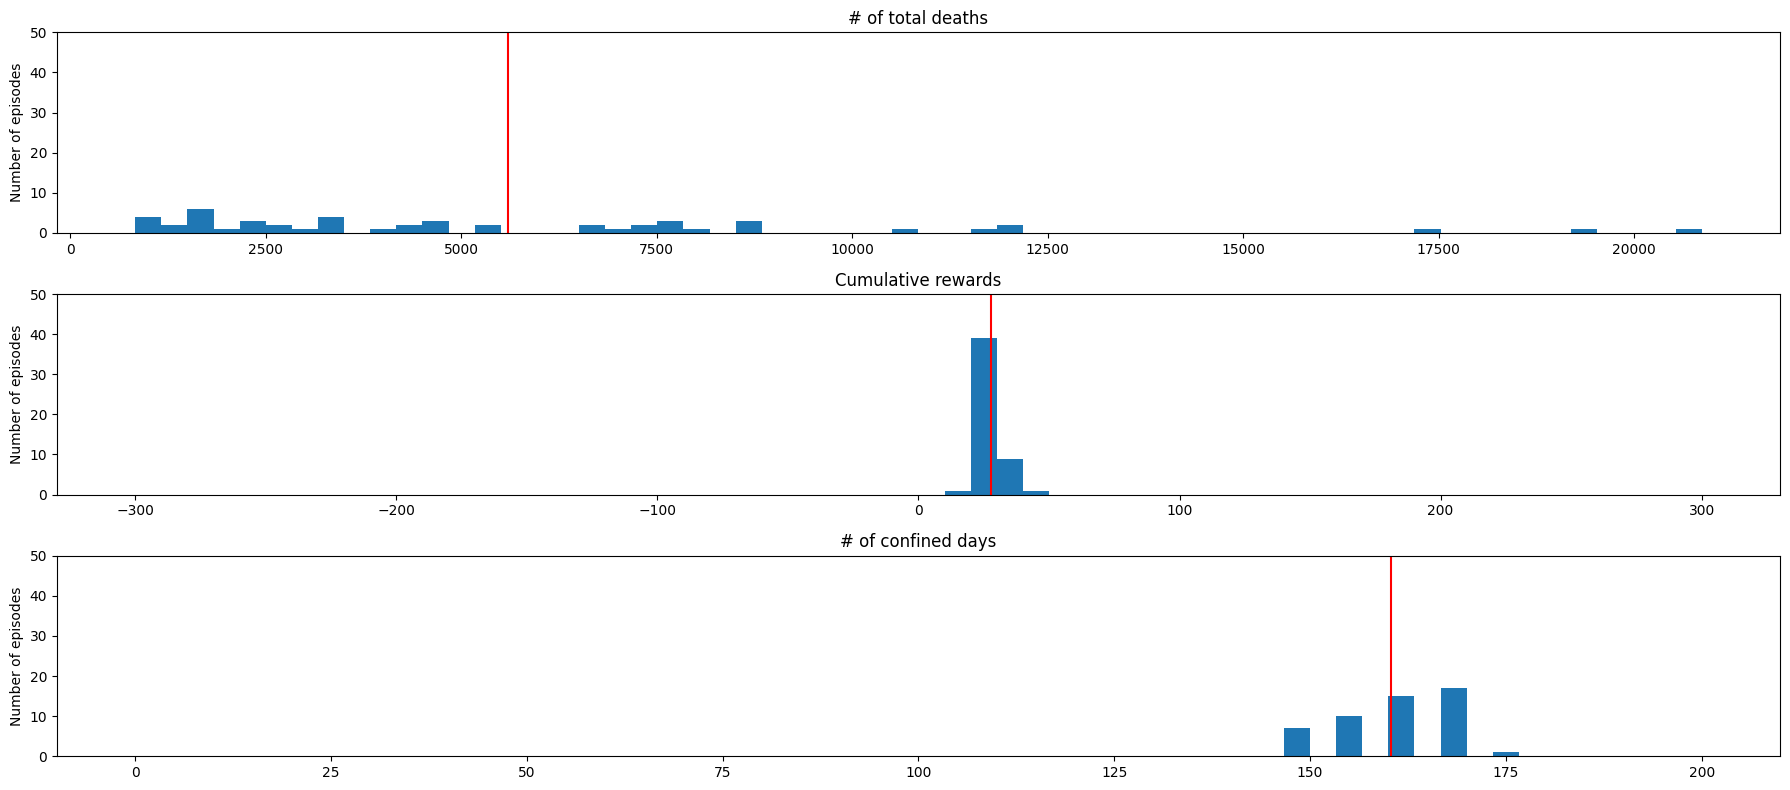 # of total deaths
Number of episodes
50
40
30
20
10
0
0 2500 5000 7500 10000 12500 15000 17500 20000
Cumulative rewards
Number of episodes
50
40
30
20
10
0
−300 −200 −100 0 100 200 300
# of confined days
Number of episodes
50
40
30
20
10
0
0 25 50 75 100 125 150 175 200